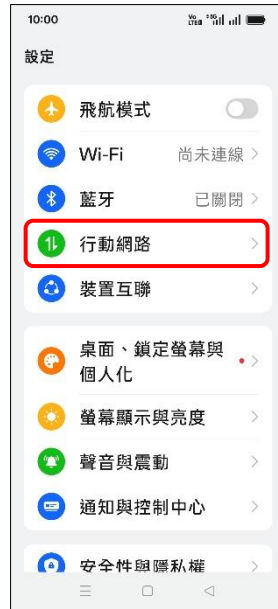 10:00
設定
飛航模式
Wi-Fi 尚未連線
藍牙 已關閉
行動網路
裝置互聯
桌面、鎖定螢幕與
個人化
螢幕顯示與亮度
聲音與震動
通知與控制中心
安全性與隱私權